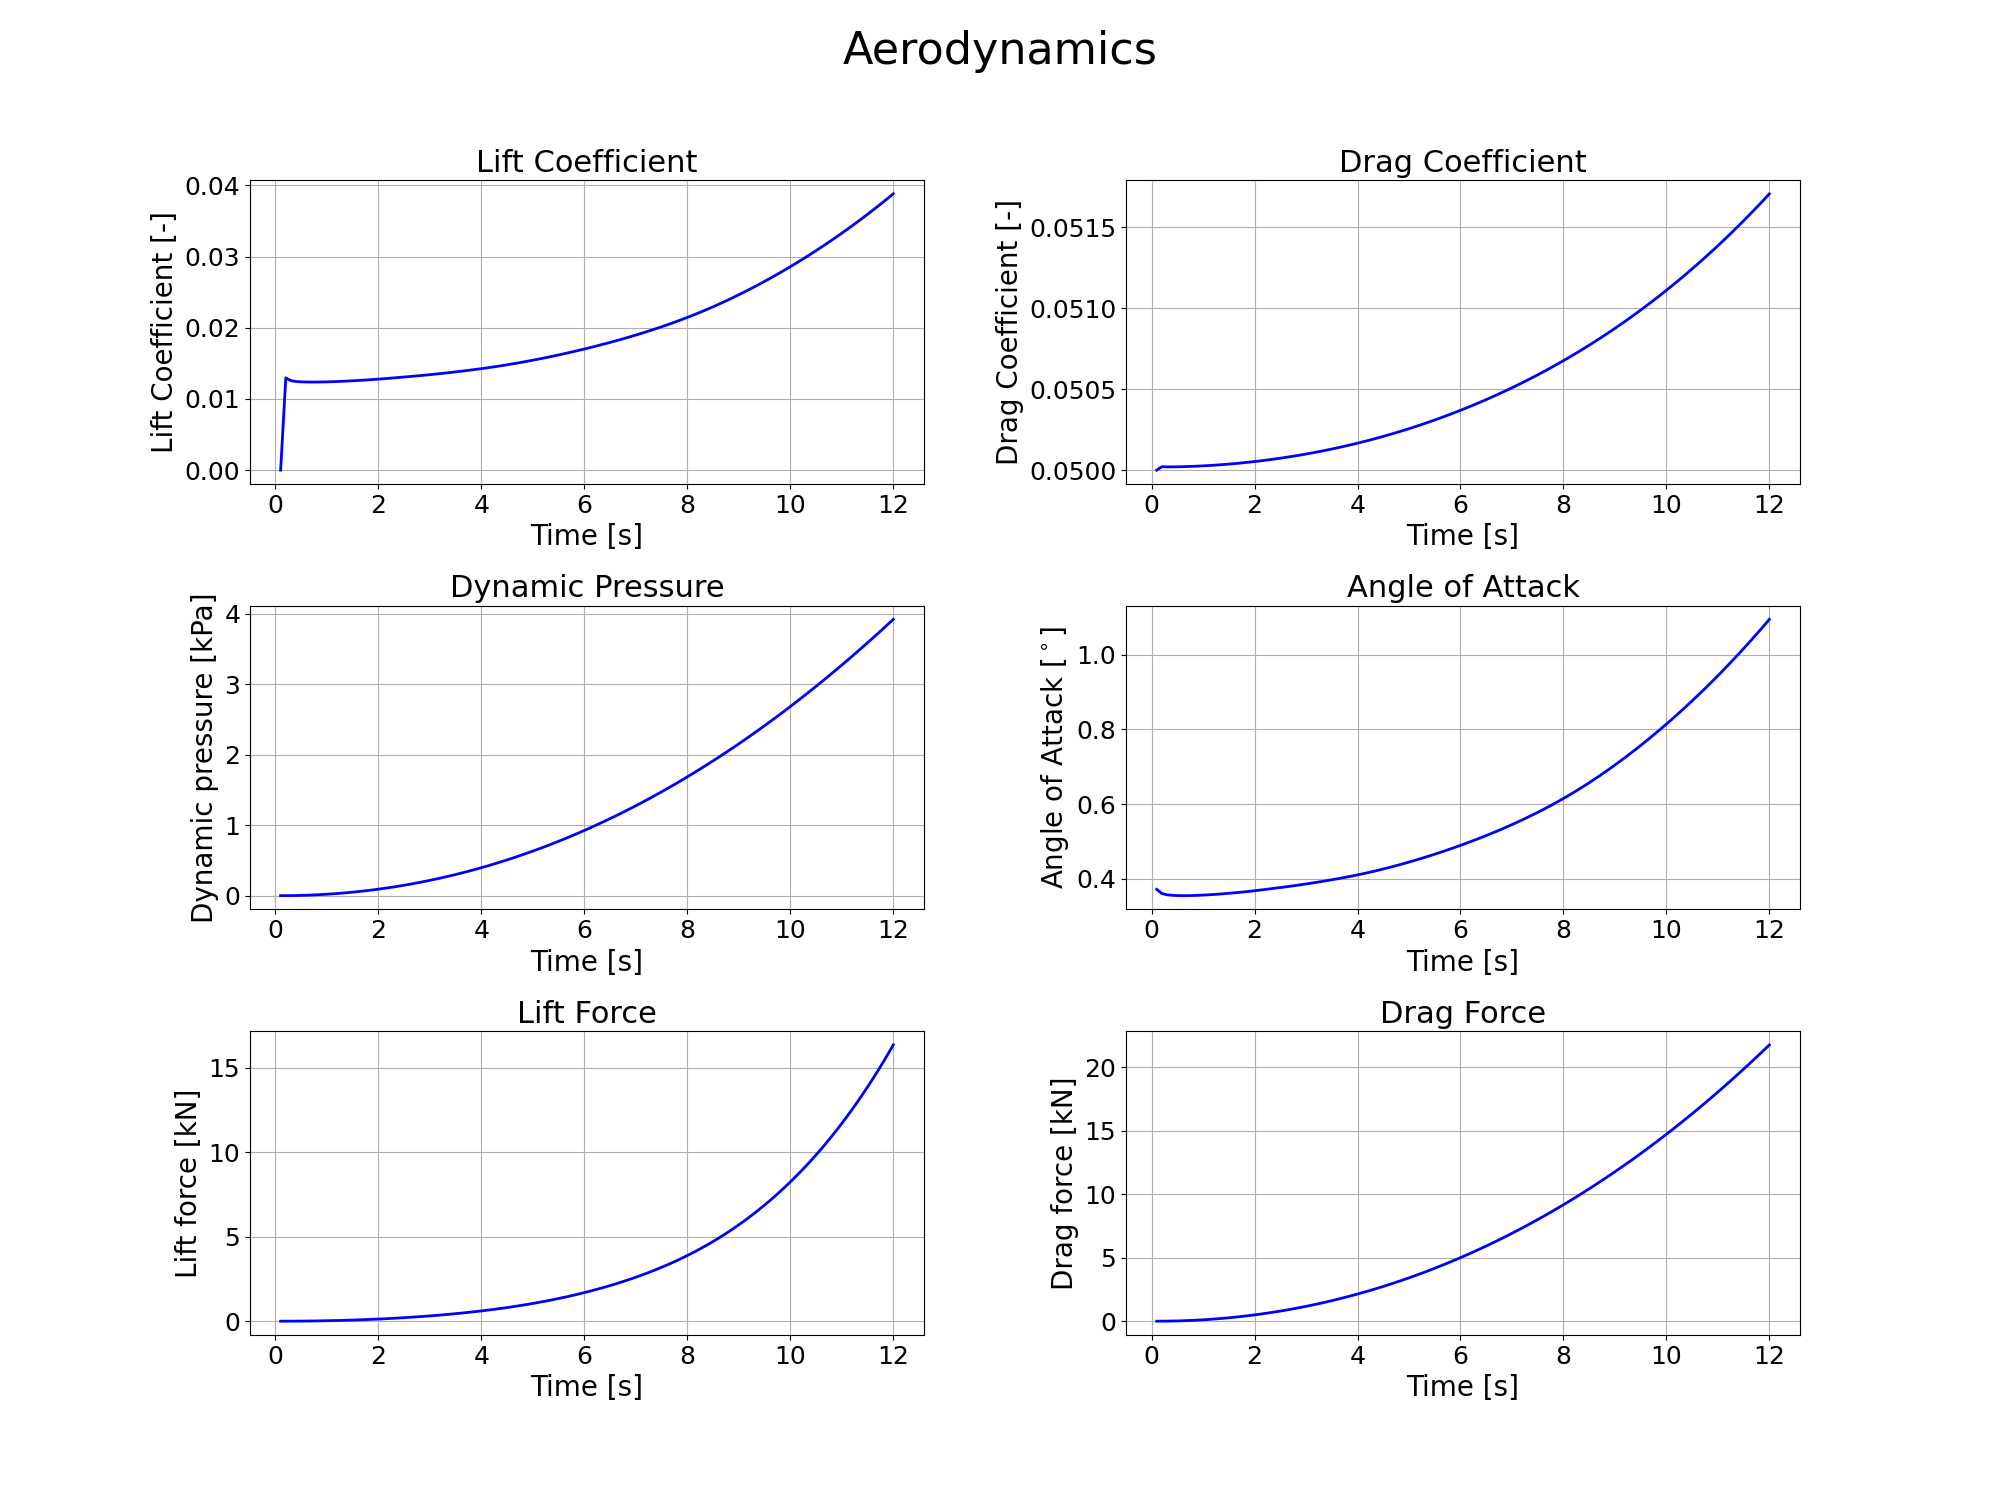 Aerodynamics
Lift Coefficient
Lift Coefficient [-]
0.04
0.03
0.02
0.01
0.00
0 2 4 6 8 10 12
Time [s]
Drag Coefficient
Drag Coefficient [-]
0.0515
0.0510
0.0505
0.0500
0 2 4 6 8 10 12
Time [s]
Dynamic Pressure
Dynamic pressure [kPa]
4
3
2
1
0
0 2 4 6 8 10 12
Time [s]
Angle of Attack
Angle of Attack [°]
1.0
0.8
0.6
0.4
0 2 4 6 8 10 12
Time [s]
Lift Force
Lift force [kN]
15
10
5
0
0 2 4 6 8 10 12
Time [s]
Drag Force
Drag force [kN]
20
15
10
5
0
0 2 4 6 8 10 12
Time [s]